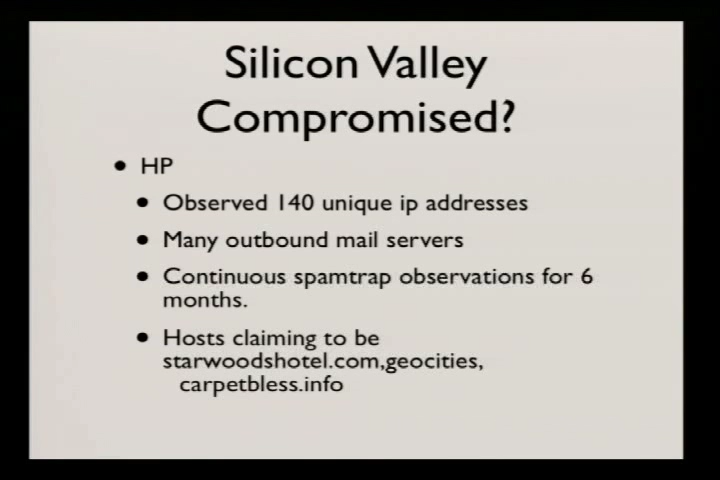 Silicon Valley
Compromised?
• HP
• Observed 140 unique ip addresses
• Many outbound mail servers
• Continuous spamtrap observations for 6
months.
• Hosts claiming to be
starwoodshotel.com,geocities,
carpetbless.info